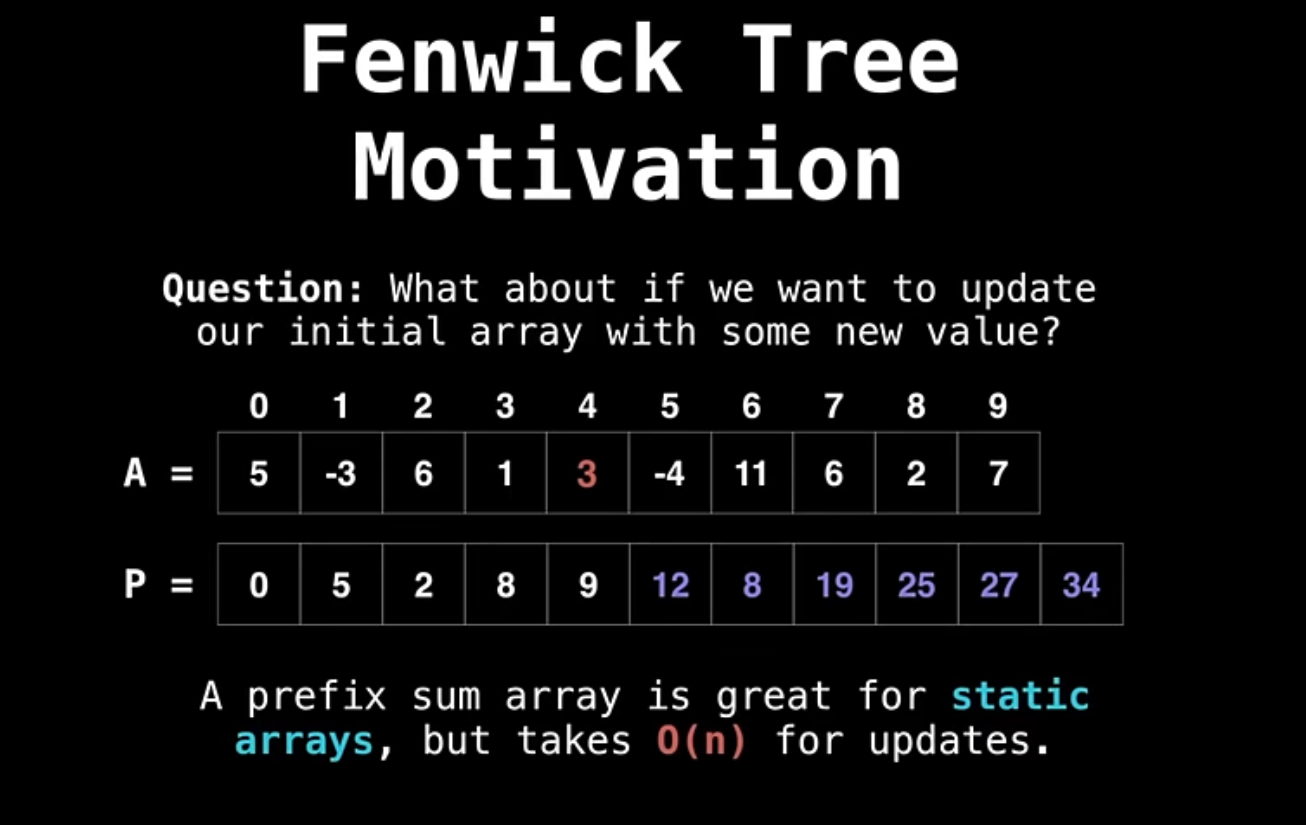 Fenwick Tree
Motivation
Question: What about if we want to update
our initial array with some new value?
0 1 2 3 4 5 6 7 8 9
A = 5 -3 6 1 3 -4 11 6 2 7
P = 0 5 2 8 9 12 8 19 25 27 34
A prefix sum array is great for static
arrays, but takes O(n) for updates.